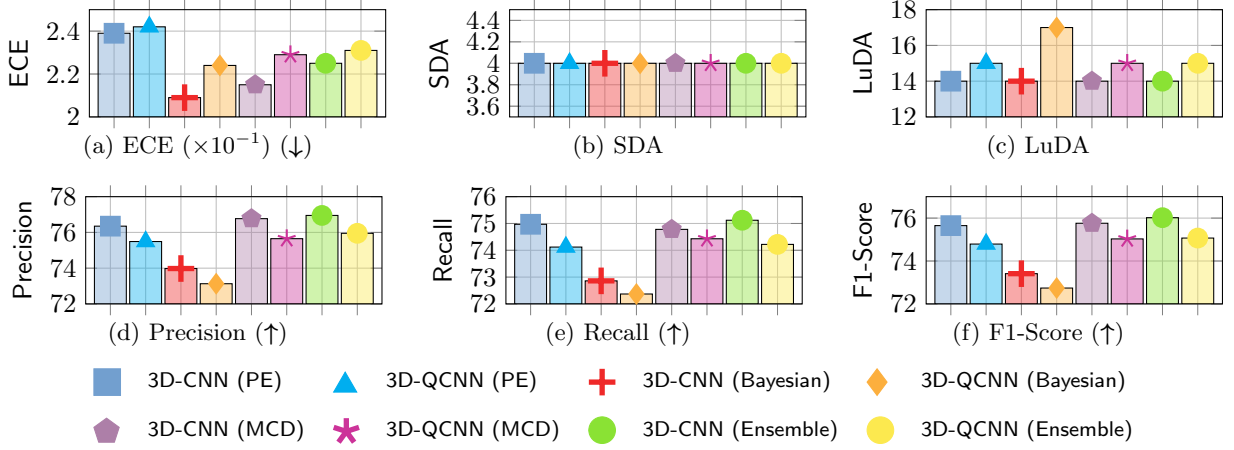 ECE
2.4
2.2
2
(a) ECE (×10⁻¹) (↓)
SDA
4.4
4.2
4
3.8
3.6
(b) SDA
LuDA
18
16
14
12
(c) LuDA
Precision
78
76
74
72
(d) Precision (↑)
Recall
76
75
74
73
72
(e) Recall (↑)
F1-Score
76
74
72
(f) F1-Score (↑)
3D-CNN (PE) 3D-QCNN (PE) 3D-CNN (Bayesian) 3D-QCNN (Bayesian)
3D-CNN (MCD) 3D-QCNN (MCD) 3D-CNN (Ensemble) 3D-QCNN (Ensemble)